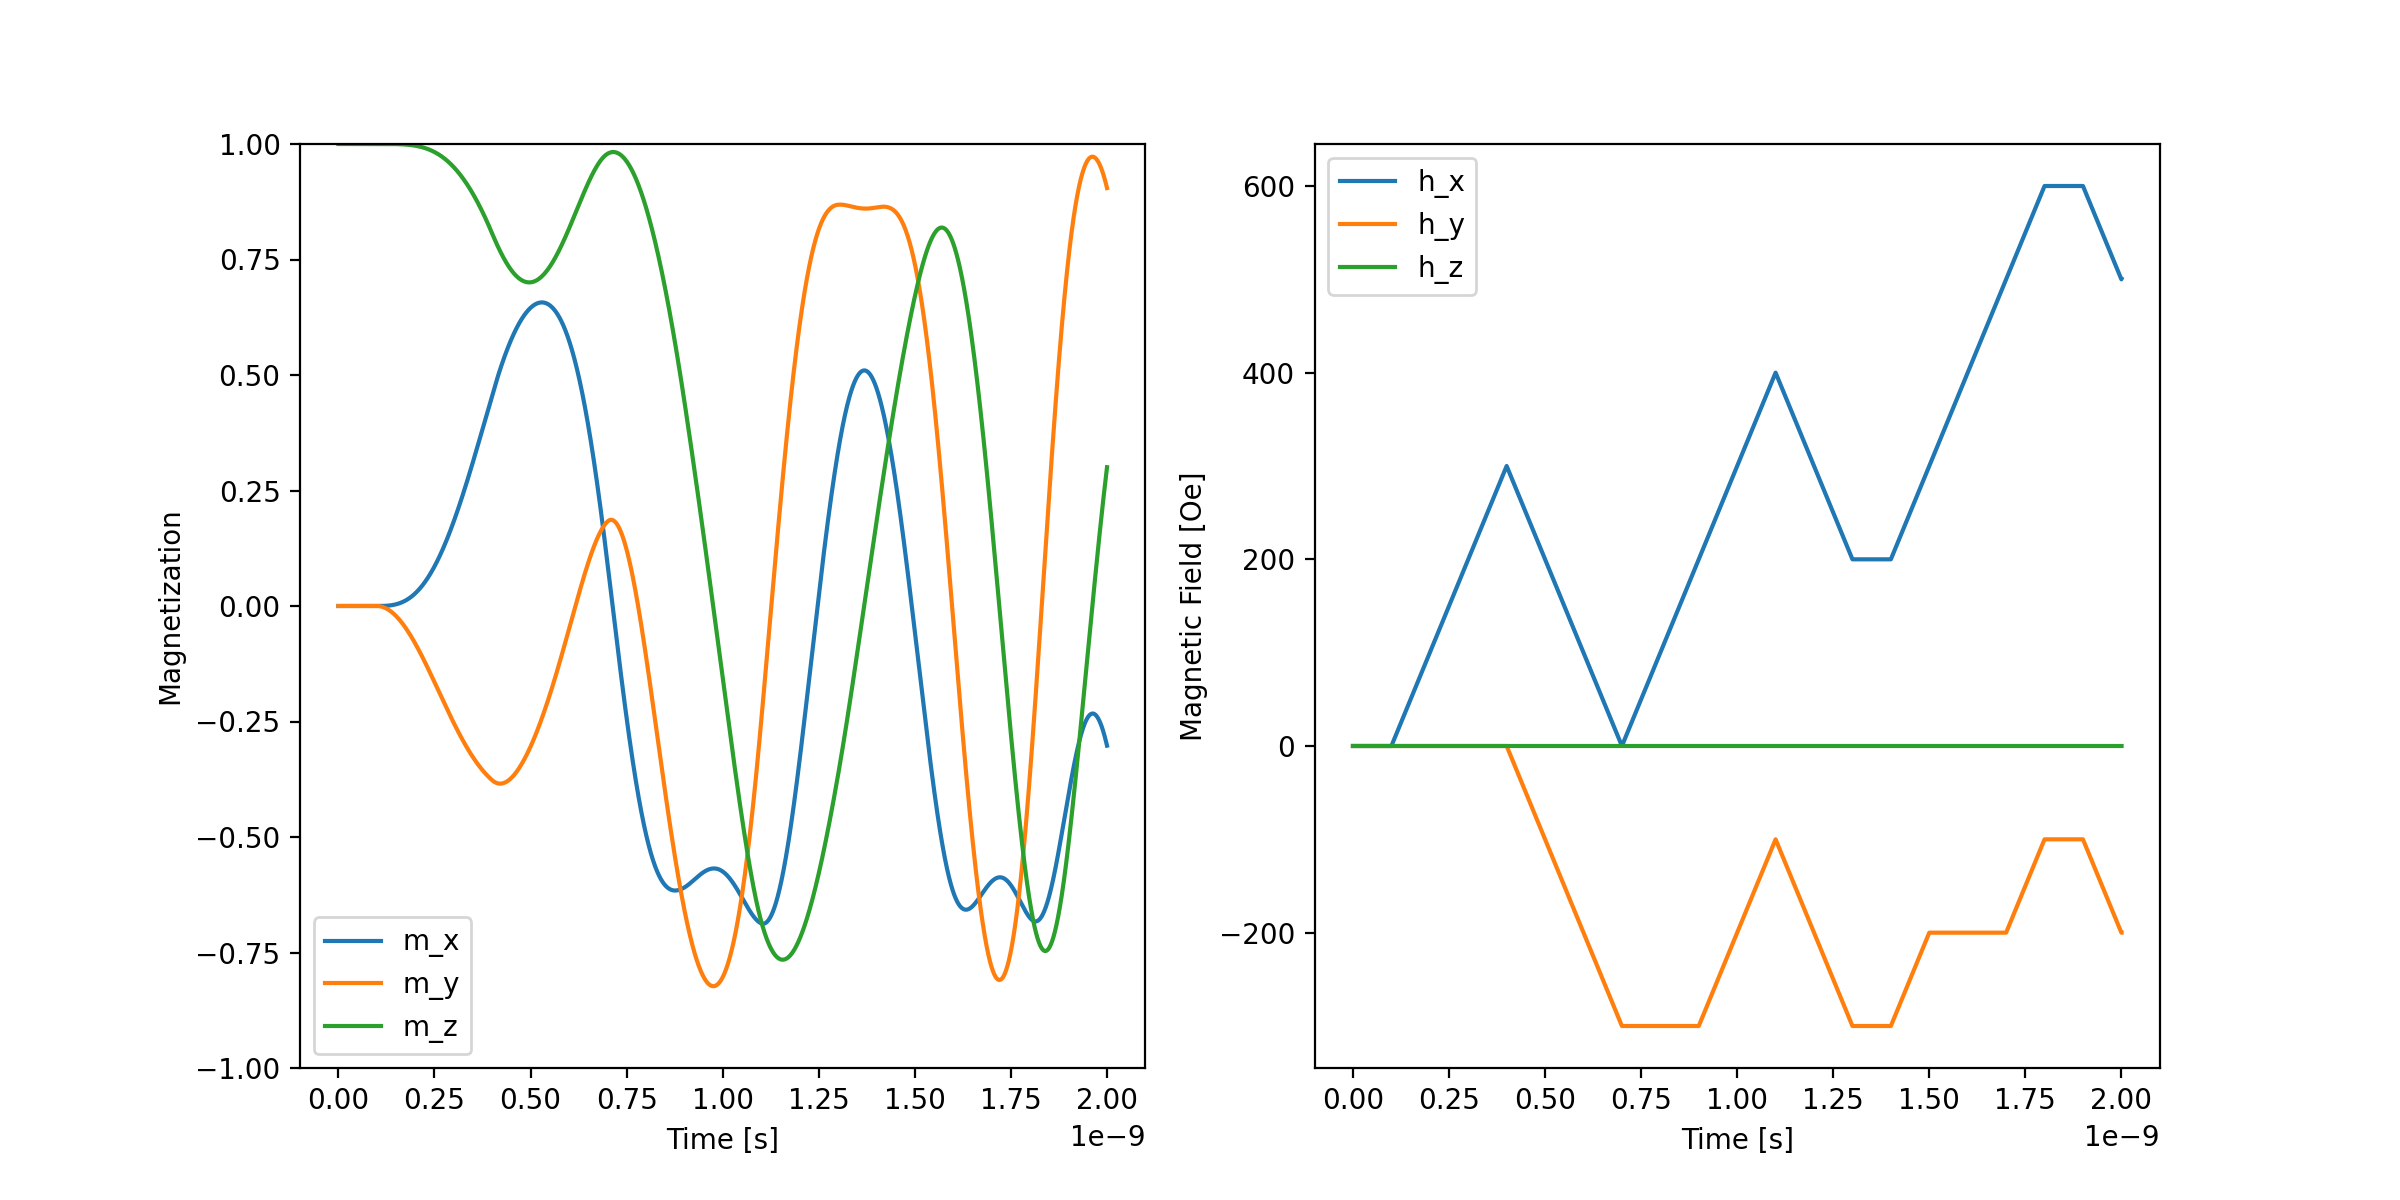 1.00
0.75
0.50
0.25
0.00
−0.25
−0.50
−0.75
−1.00
Magnetization
m_x
m_y
m_z
0.00 0.25 0.50 0.75 1.00 1.25 1.50 1.75 2.00
Time [s]
1e−9
600
400
200
0
−200
Magnetic Field [Oe]
h_x
h_y
h_z
0.00 0.25 0.50 0.75 1.00 1.25 1.50 1.75 2.00
Time [s]
1e−9